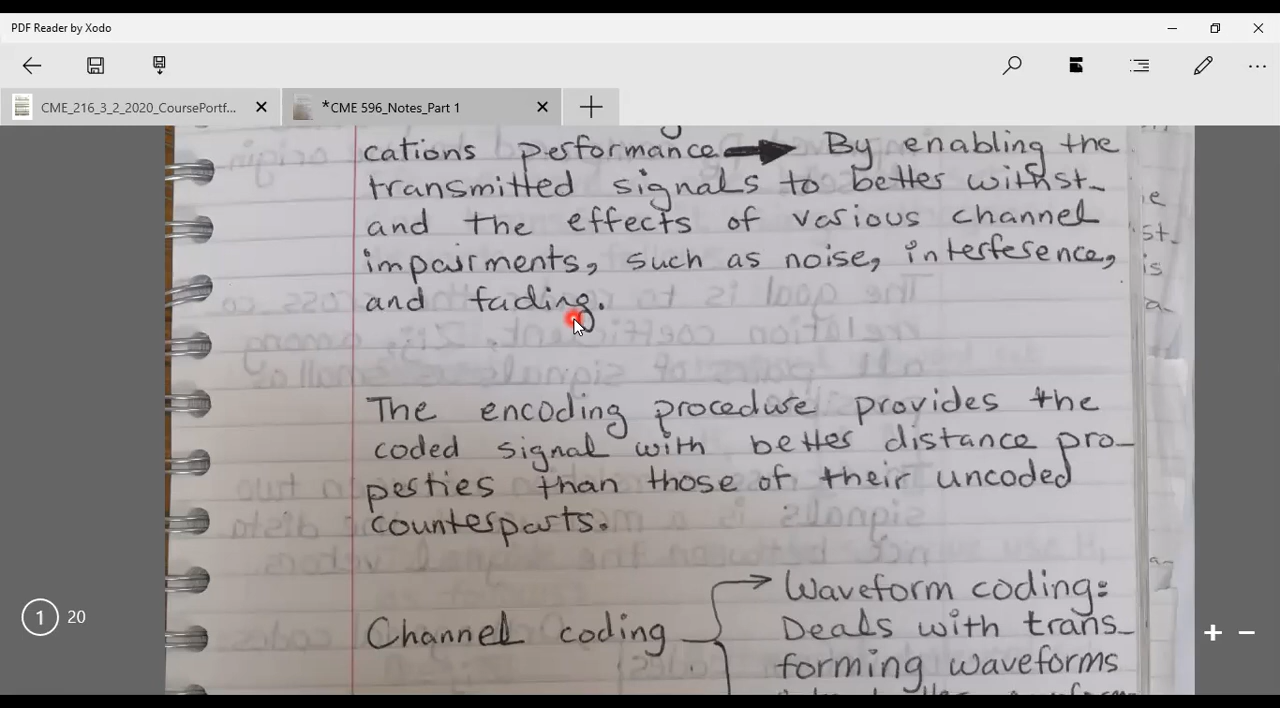 PDF Reader by Xodo
CME_216_3_2_2020_CoursePortf...
*CME 596_Notes_Part 1
cations performance → By enabling the
transmitted signals to better withst-
and the effects of various channel
impairments, such as noise, interference,
and fading.
The encoding procedure provides the
coded signal with better distance pro-
perties than those of their uncoded
counterparts.
Waveform coding:
Channel coding
Deals with trans-
forming waveforms
1 20